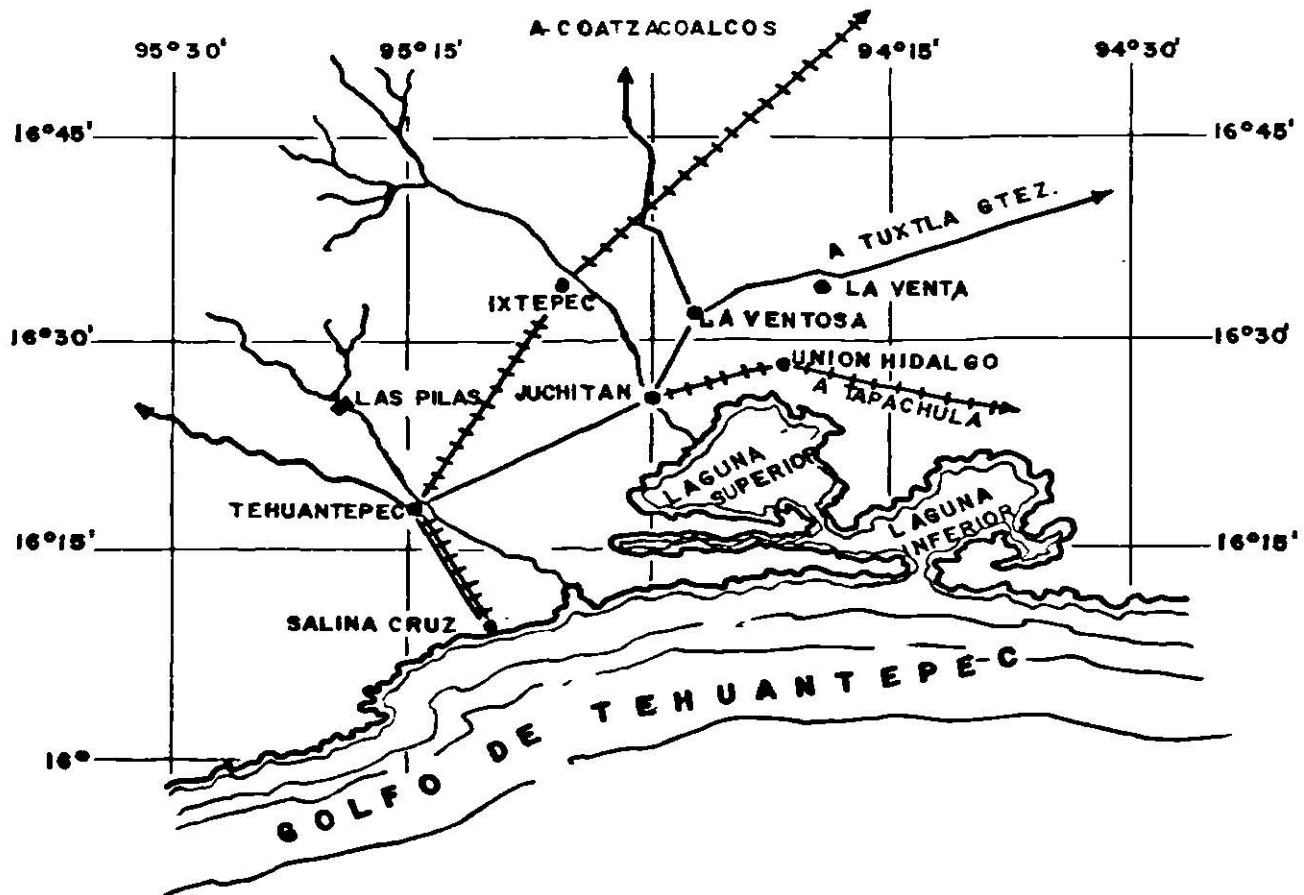 A-COATZACOALCOS
95°30' 95°15' 94°15' 94°30'
16°45' 16°45'
A TUXTLA GTEZ.
IXTEPEC
LA VENTA
LA VENTOSA
16°30' 16°30'
UNION HIDALGO
LAS PILAS
JUCHITAN
A TAPACHULA
LAGUNA
SUPERIOR
TEHUANTEPEC
LAGUNA
INFERIOR
16°15' 16°15'
SALINA CRUZ
GOLFO DE TEHUANTEPEC
16°